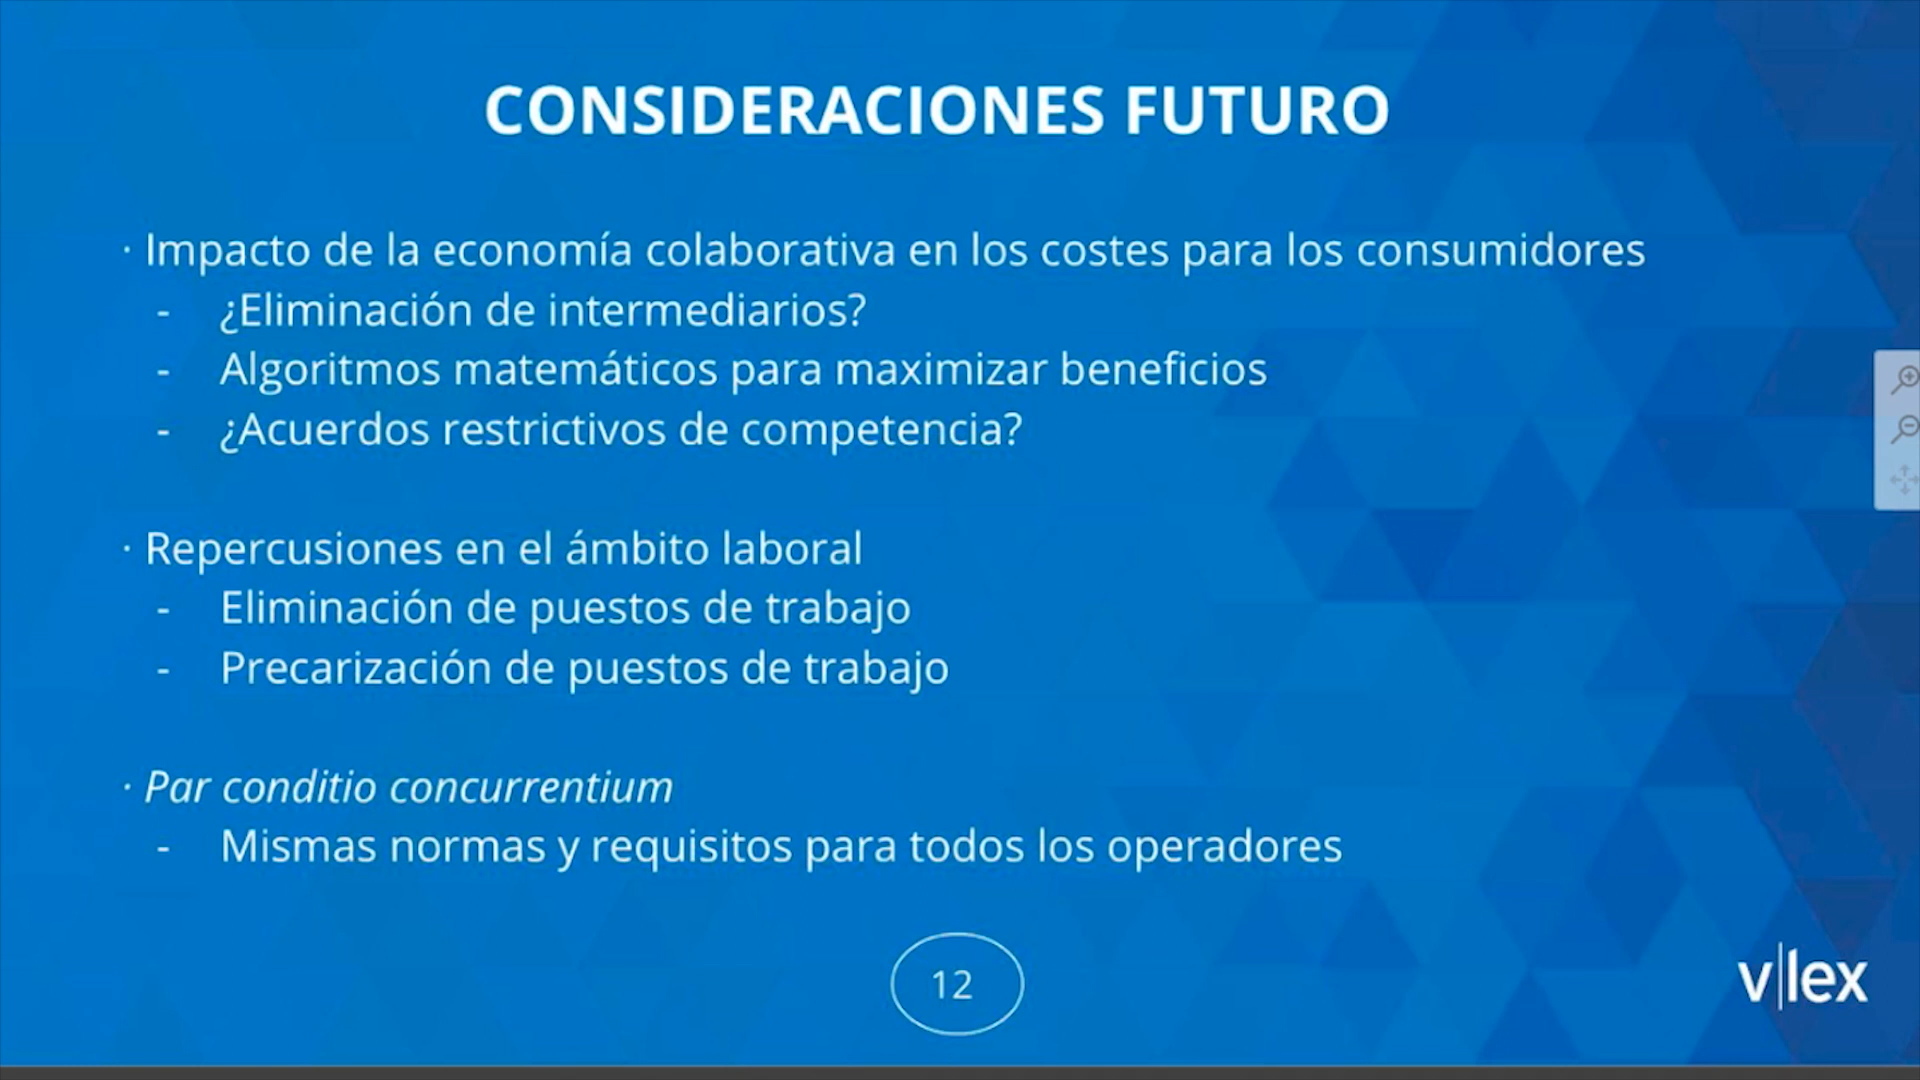 CONSIDERACIONES FUTURO
· Impacto de la economía colaborativa en los costes para los consumidores
- ¿Eliminación de intermediarios?
- Algoritmos matemáticos para maximizar beneficios
- ¿Acuerdos restrictivos de competencia?
· Repercusiones en el ámbito laboral
- Eliminación de puestos de trabajo
- Precarización de puestos de trabajo
· Par conditio concurrentium
- Mismas normas y requisitos para todos los operadores
12
v|lex